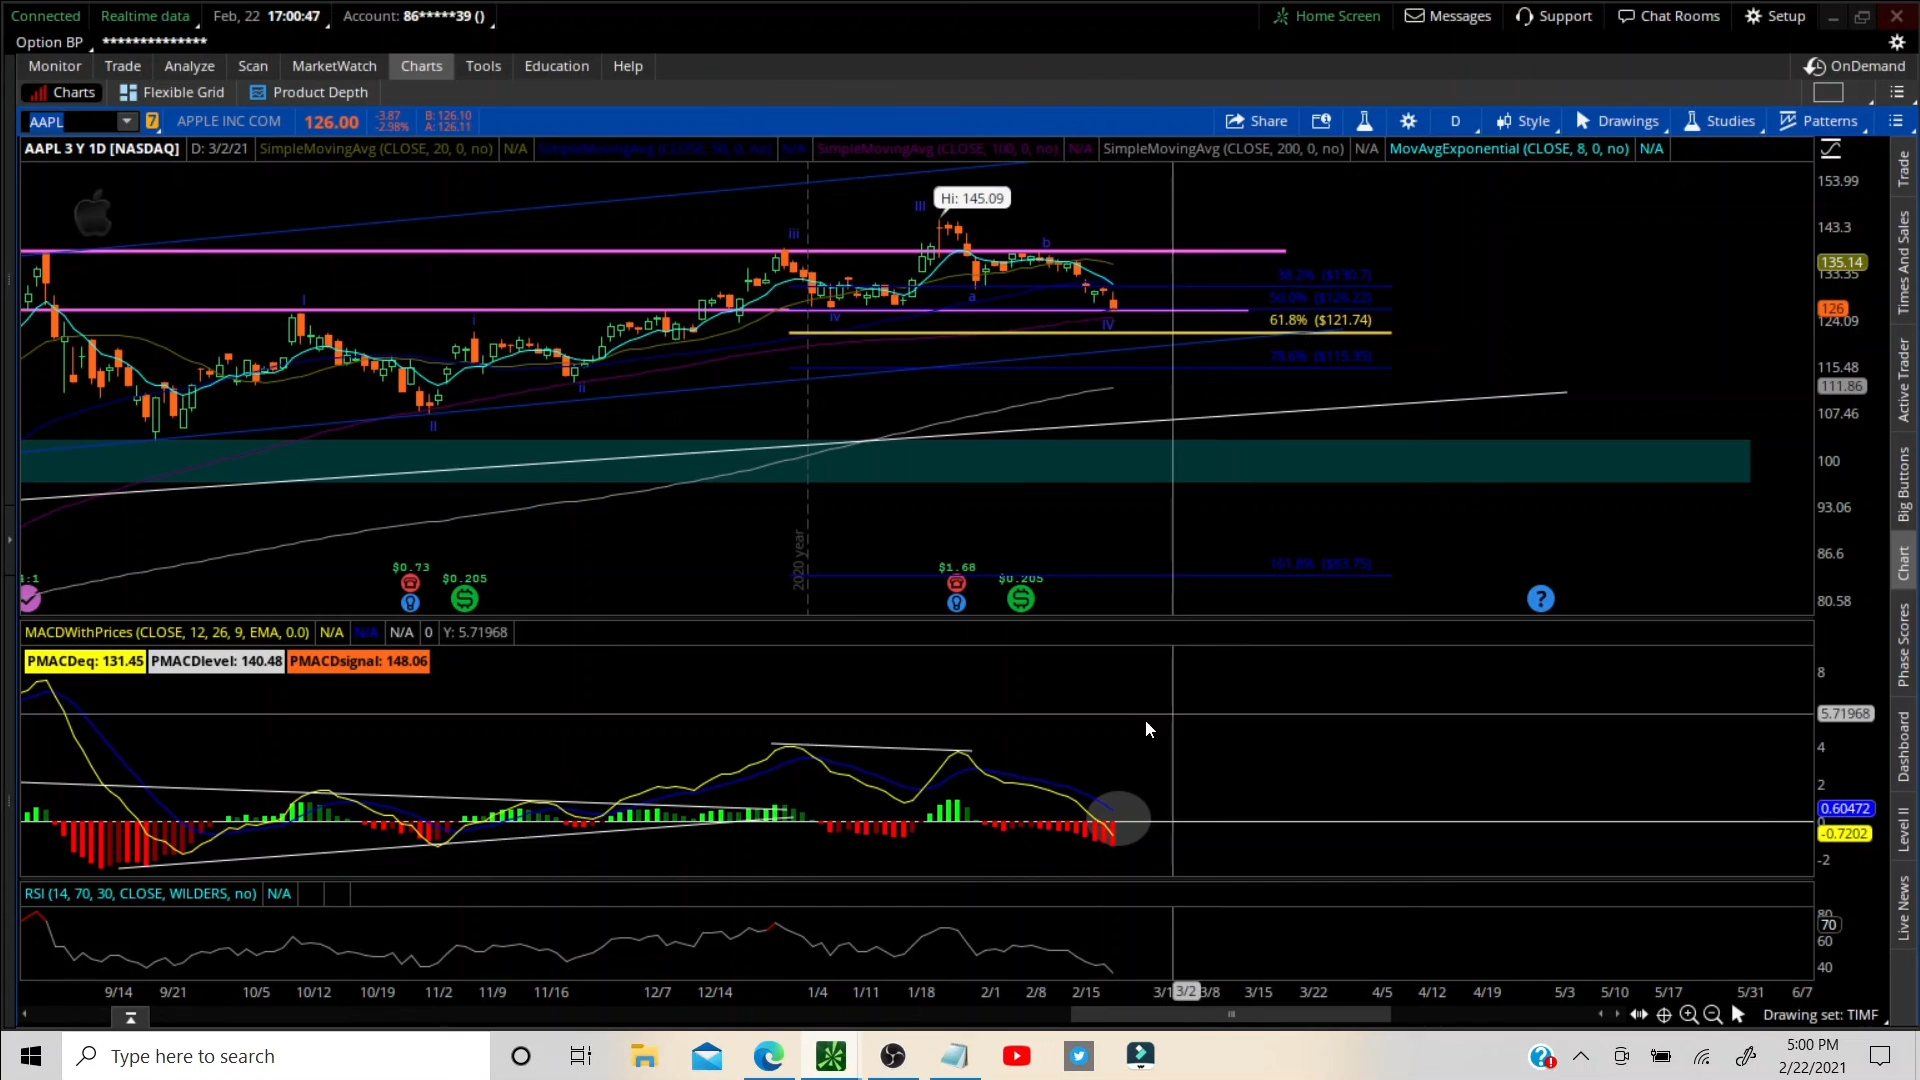 Connected Realtime data Feb, 22 17:00:47 Account: 86*****39 () Home Screen Messages Support Chat Rooms Setup
Option BP **************
Monitor Trade Analyze Scan MarketWatch Charts Tools Education Help OnDemand
Charts Flexible Grid Product Depth
AAPL 7 APPLE INC COM 126.00 -3.87 -2.98% B: 126.10 A: 126.11 Share D Style Drawings Studies Patterns
AAPL 3 Y 1D [NASDAQ] D: 3/2/21 SimpleMovingAvg (CLOSE, 20, 0, no) N/A SimpleMovingAvg (CLOSE, 50, 0, no) N/A SimpleMovingAvg (CLOSE, 100, 0, no) N/A SimpleMovingAvg (CLOSE, 200, 0, no) N/A MovAvgExponential (CLOSE, 8, 0, no) N/A
153.99
Hi: 145.09
III
143.3
iii
b
135.14
133.35
38.2% ($130.7)
a
50.0% ($126.22)
I
126
iv
61.8% ($121.74)
124.09
i
IV
78.6% ($115.35)
115.48
ii
111.86
107.46
II
100
93.06
2020 year
86.6
161.8% ($83.75)
$0.73 $0.205 $1.68 $0.205
80.58
MACDWithPrices (CLOSE, 12, 26, 9, EMA, 0.0) N/A N/A N/A 0 Y: 5.71968
PMACDeq: 131.45 PMACDlevel: 140.48 PMACDsignal: 148.06
8
5.71968
4
2
0.60472
0
-0.7202
-2
RSI (14, 70, 30, CLOSE, WILDERS, no) N/A
80
70
60
40
9/14 9/21 10/5 10/12 10/19 11/2 11/9 11/16 12/7 12/14 1/4 1/11 1/18 2/1 2/8 2/15 3/1 3/2 3/8 3/15 3/22 4/5 4/12 4/19 5/3 5/10 5/17 5/31 6/7
Drawing set: TIMF
Trade
Times And Sales
Active Trader
Big Buttons
Chart
Phase Scores
Dashboard
Level II
Live News
Type here to search
5:00 PM
2/22/2021